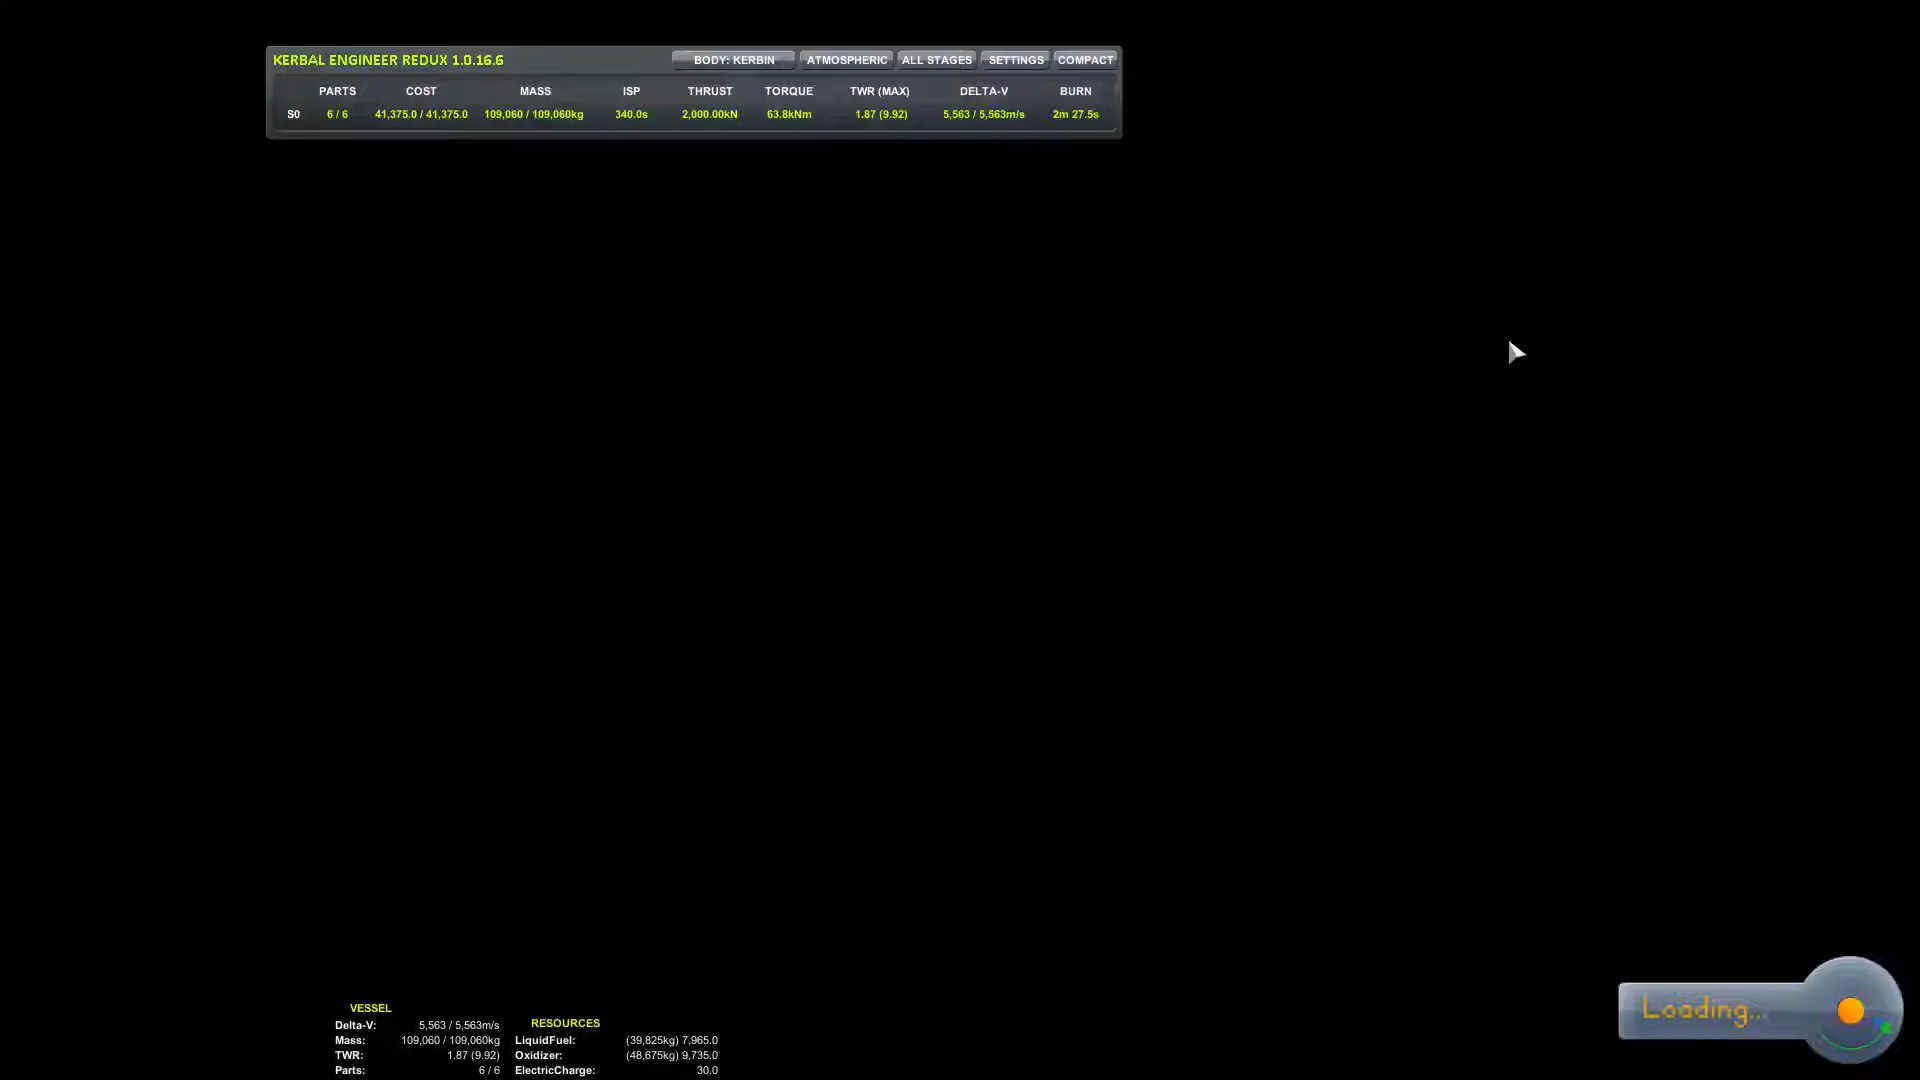 KERBAL ENGINEER REDUX 1.0.16.6 BODY: KERBIN ATMOSPHERIC ALL STAGES SETTINGS COMPACT
PARTS COST MASS ISP THRUST TORQUE TWR (MAX) DELTA-V BURN
S0 6 / 6 41,375.0 / 41,375.0 109,060 / 109,060kg 340.0s 2,000.00kN 63.8kNm 1.87 (9.92) 5,563 / 5,563m/s 2m 27.5s
VESSEL
Delta-V: 5,563 / 5,563m/s
Mass: 109,060 / 109,060kg
TWR: 1.87 (9.92)
Parts: 6 / 6
RESOURCES
LiquidFuel: (39,825kg) 7,965.0
Oxidizer: (48,675kg) 9,735.0
ElectricCharge: 30.0
Loading...